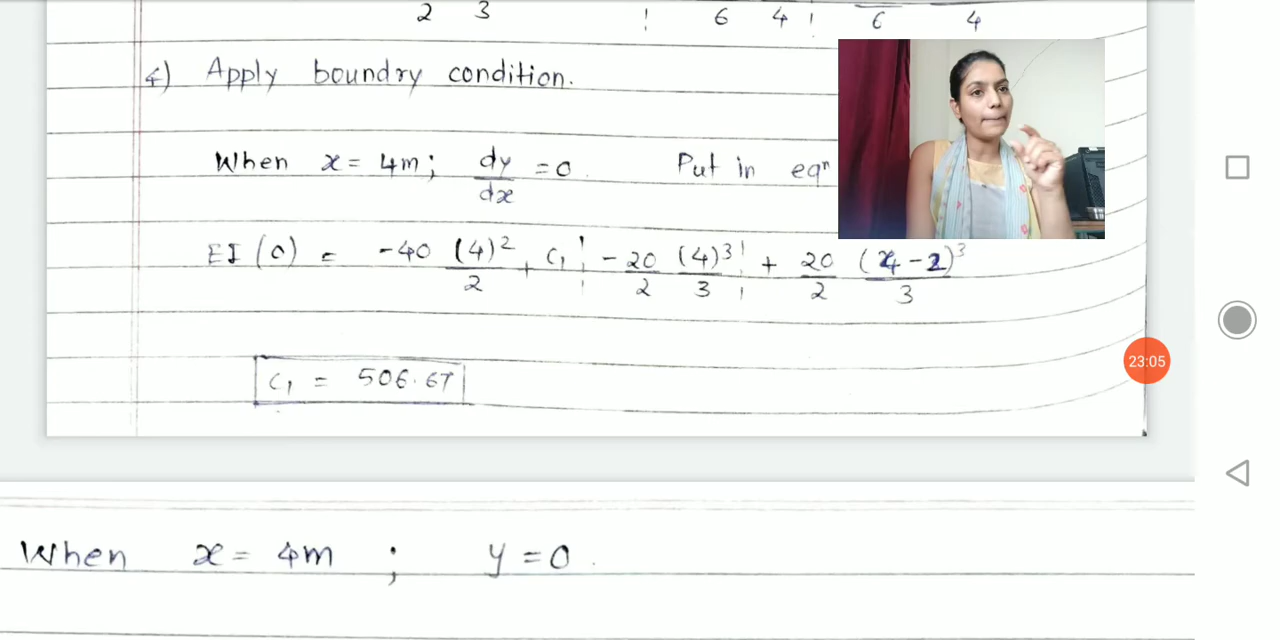 2 3 6 4 6 4
4) Apply boundry condition.
When x = 4m ; dy/dx = 0 . Put in eqⁿ
EI (0) = -40 (4)²/2 + C₁ ¦ - 20/2 (4)³/3 ¦ + 20/2 (4-2)³/3
C₁ = 506.67
23:05
When x = 4m ; y = 0 .